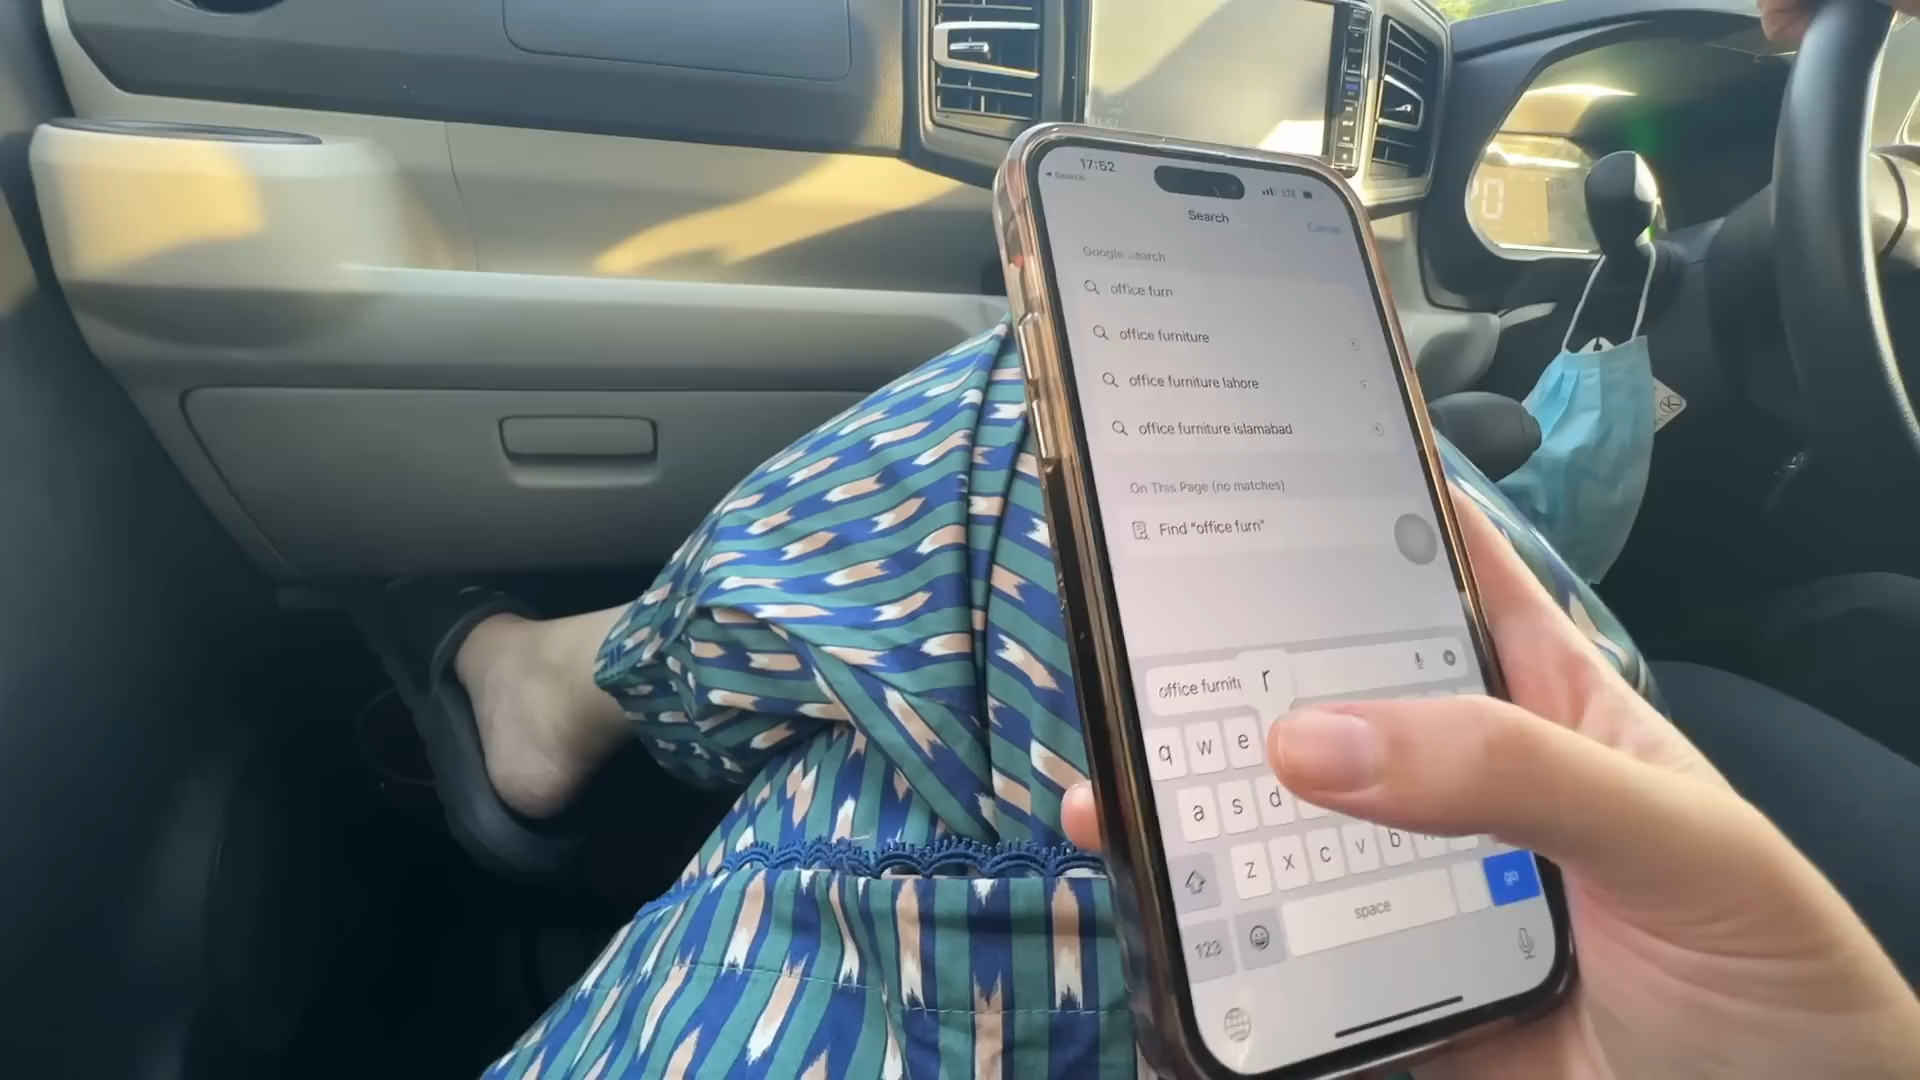 17:52
LTE
Search
Search
Cancel
Google Search
office furn
office furniture
office furniture lahore
office furniture islamabad
On This Page (no matches)
Find "office furn"
office furnit
r
q w e
a s d
z x c v b
go
123
space